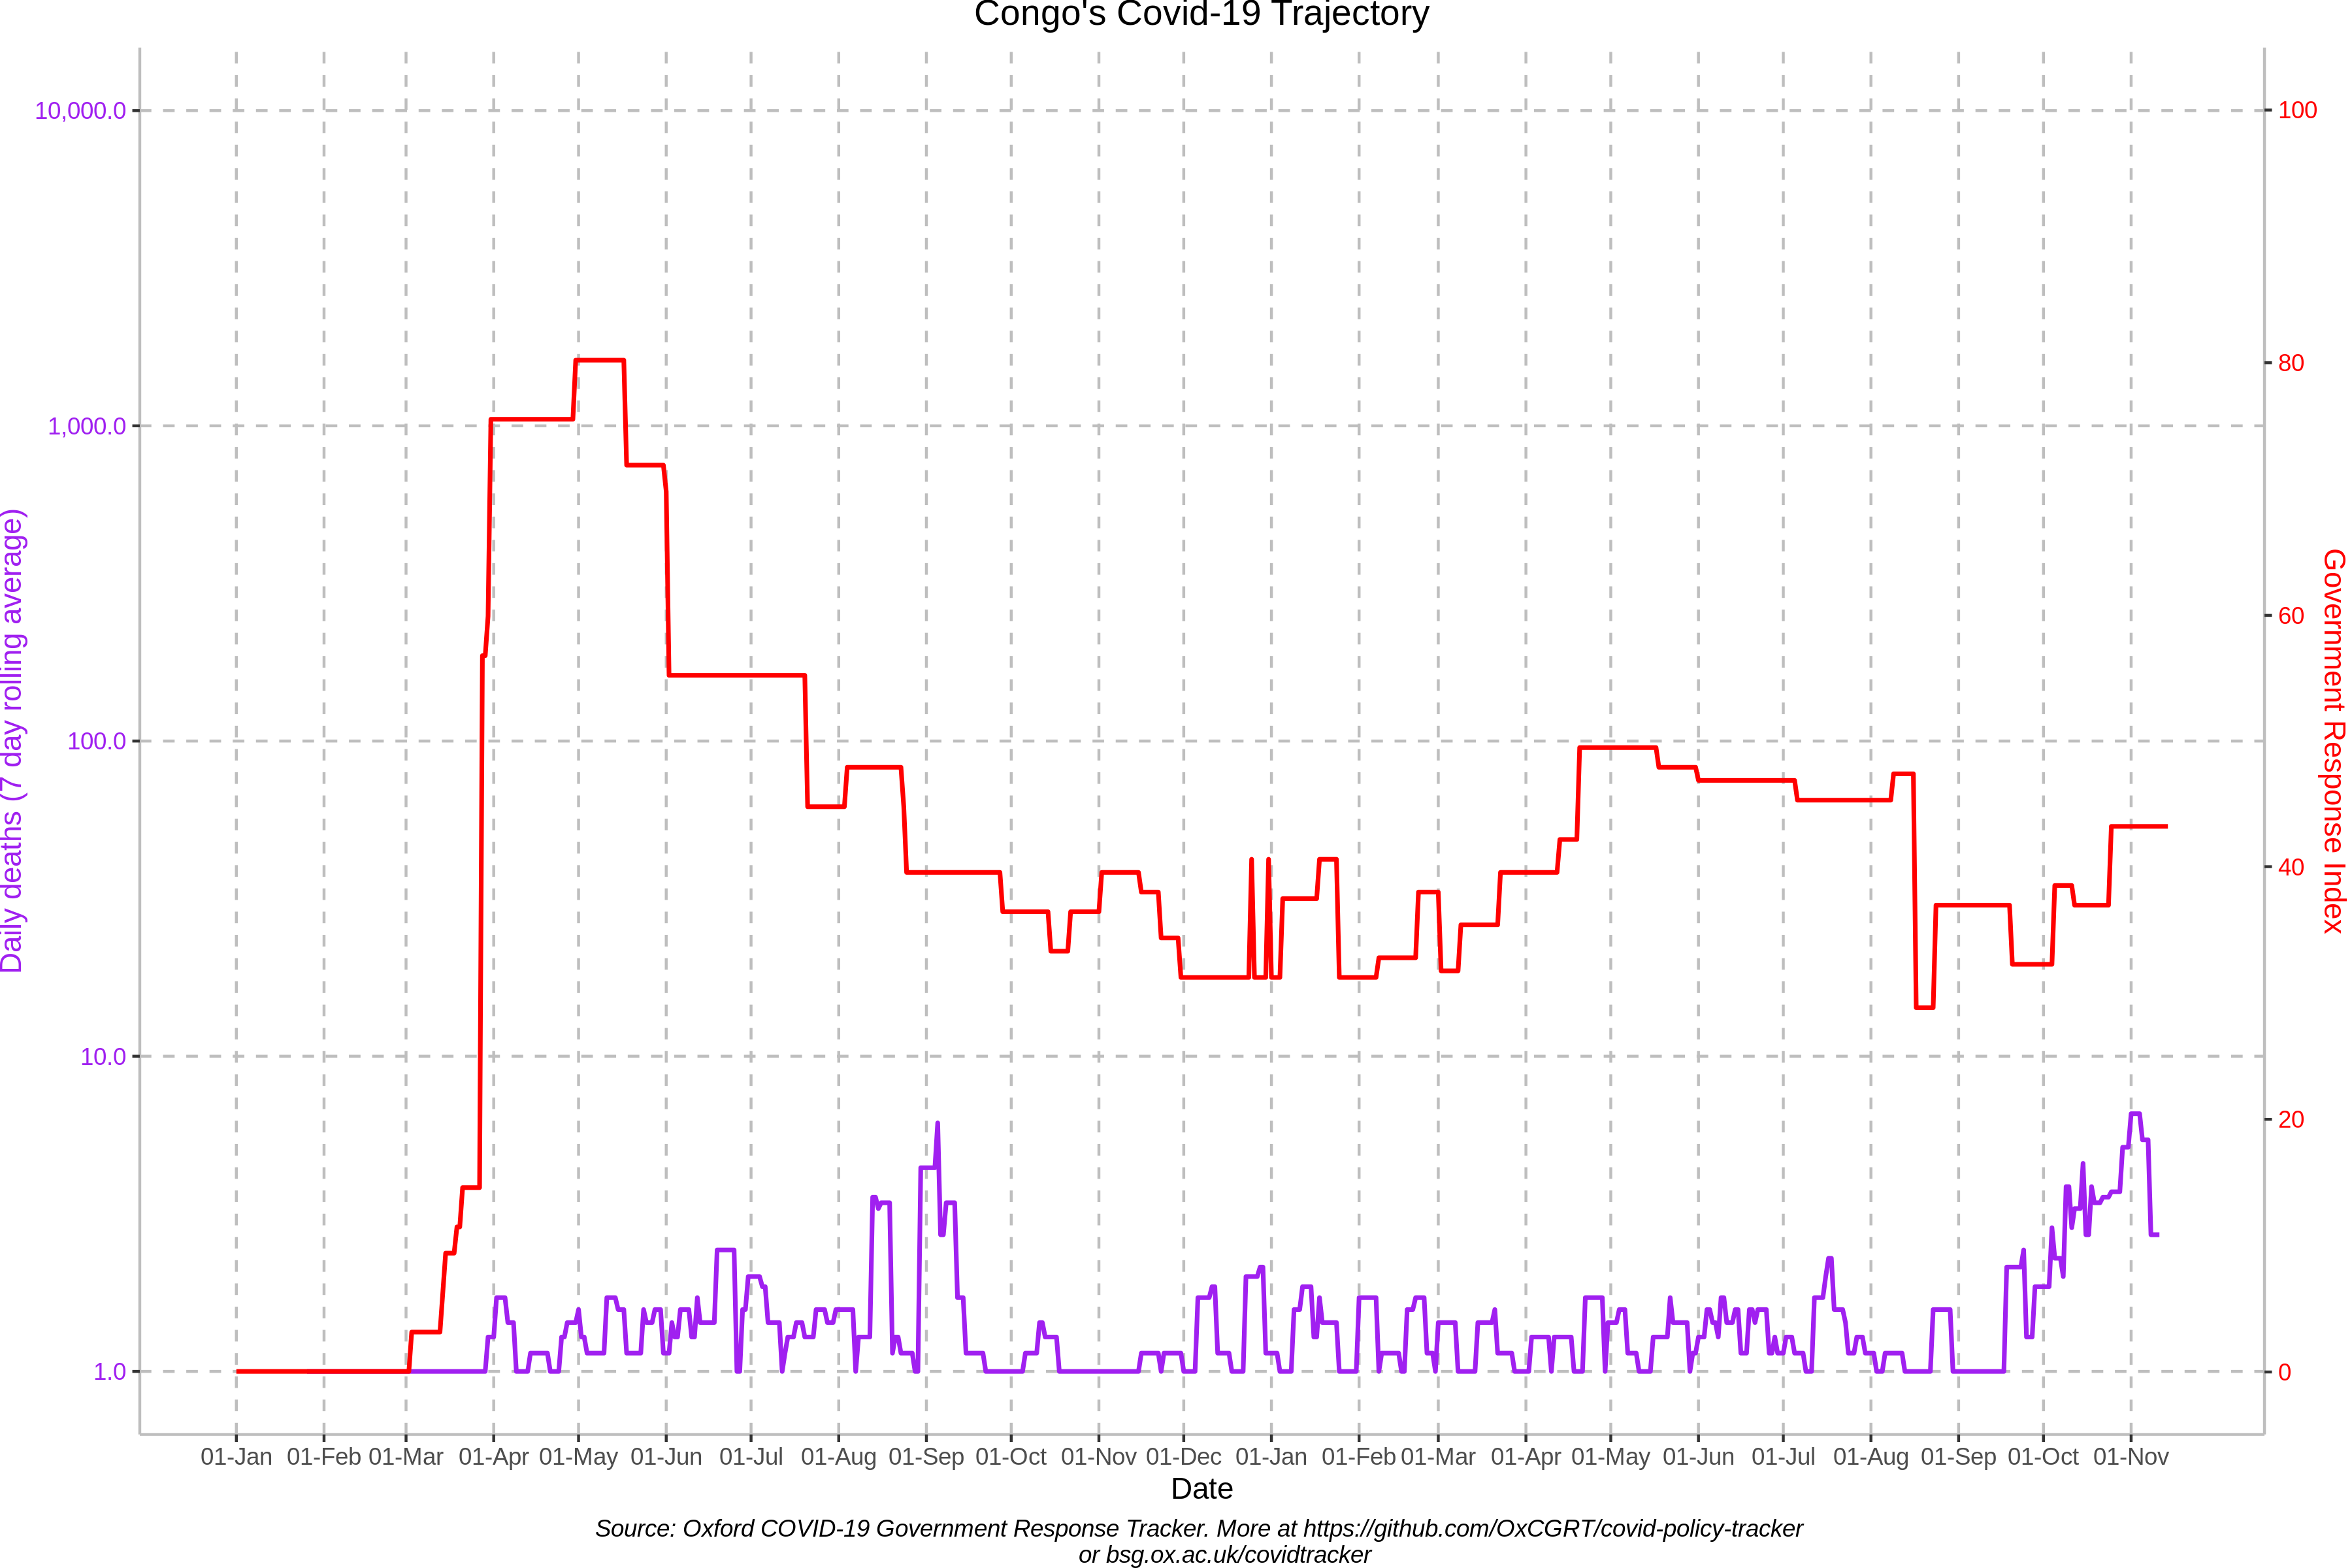 Congo's Covid-19 Trajectory
10,000.0
1,000.0
100.0
10.0
1.0
Daily deaths (7 day rolling average)
100
80
60
40
20
0
Government Response Index
01-Jan 01-Feb 01-Mar 01-Apr 01-May 01-Jun 01-Jul 01-Aug 01-Sep 01-Oct 01-Nov 01-Dec 01-Jan 01-Feb 01-Mar 01-Apr 01-May 01-Jun 01-Jul 01-Aug 01-Sep 01-Oct 01-Nov
Date
Source: Oxford COVID-19 Government Response Tracker. More at https://github.com/OxCGRT/covid-policy-tracker
or bsg.ox.ac.uk/covidtracker